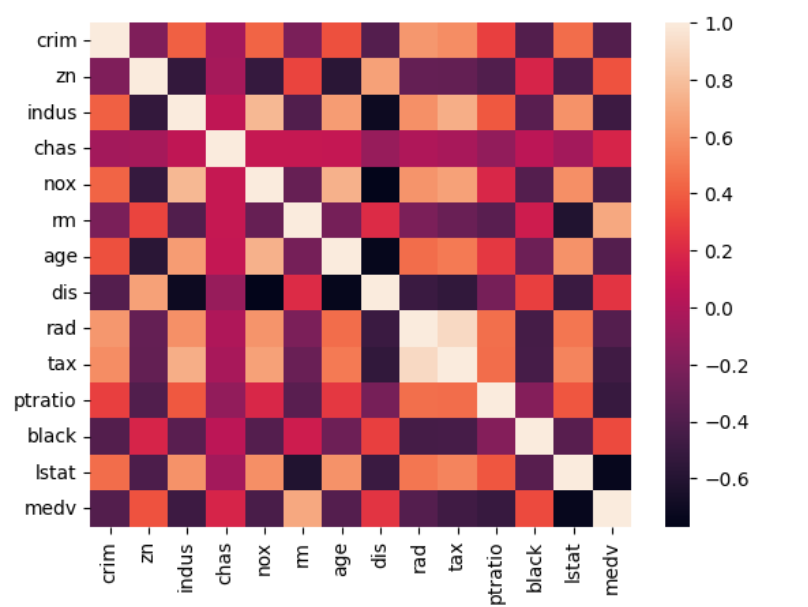 crim
zn
indus
chas
nox
rm
age
dis
rad
tax
ptratio
black
lstat
medv
crim zn indus chas nox rm age dis rad tax ptratio black lstat medv
1.0
0.8
0.6
0.4
0.2
0.0
−0.2
−0.4
−0.6